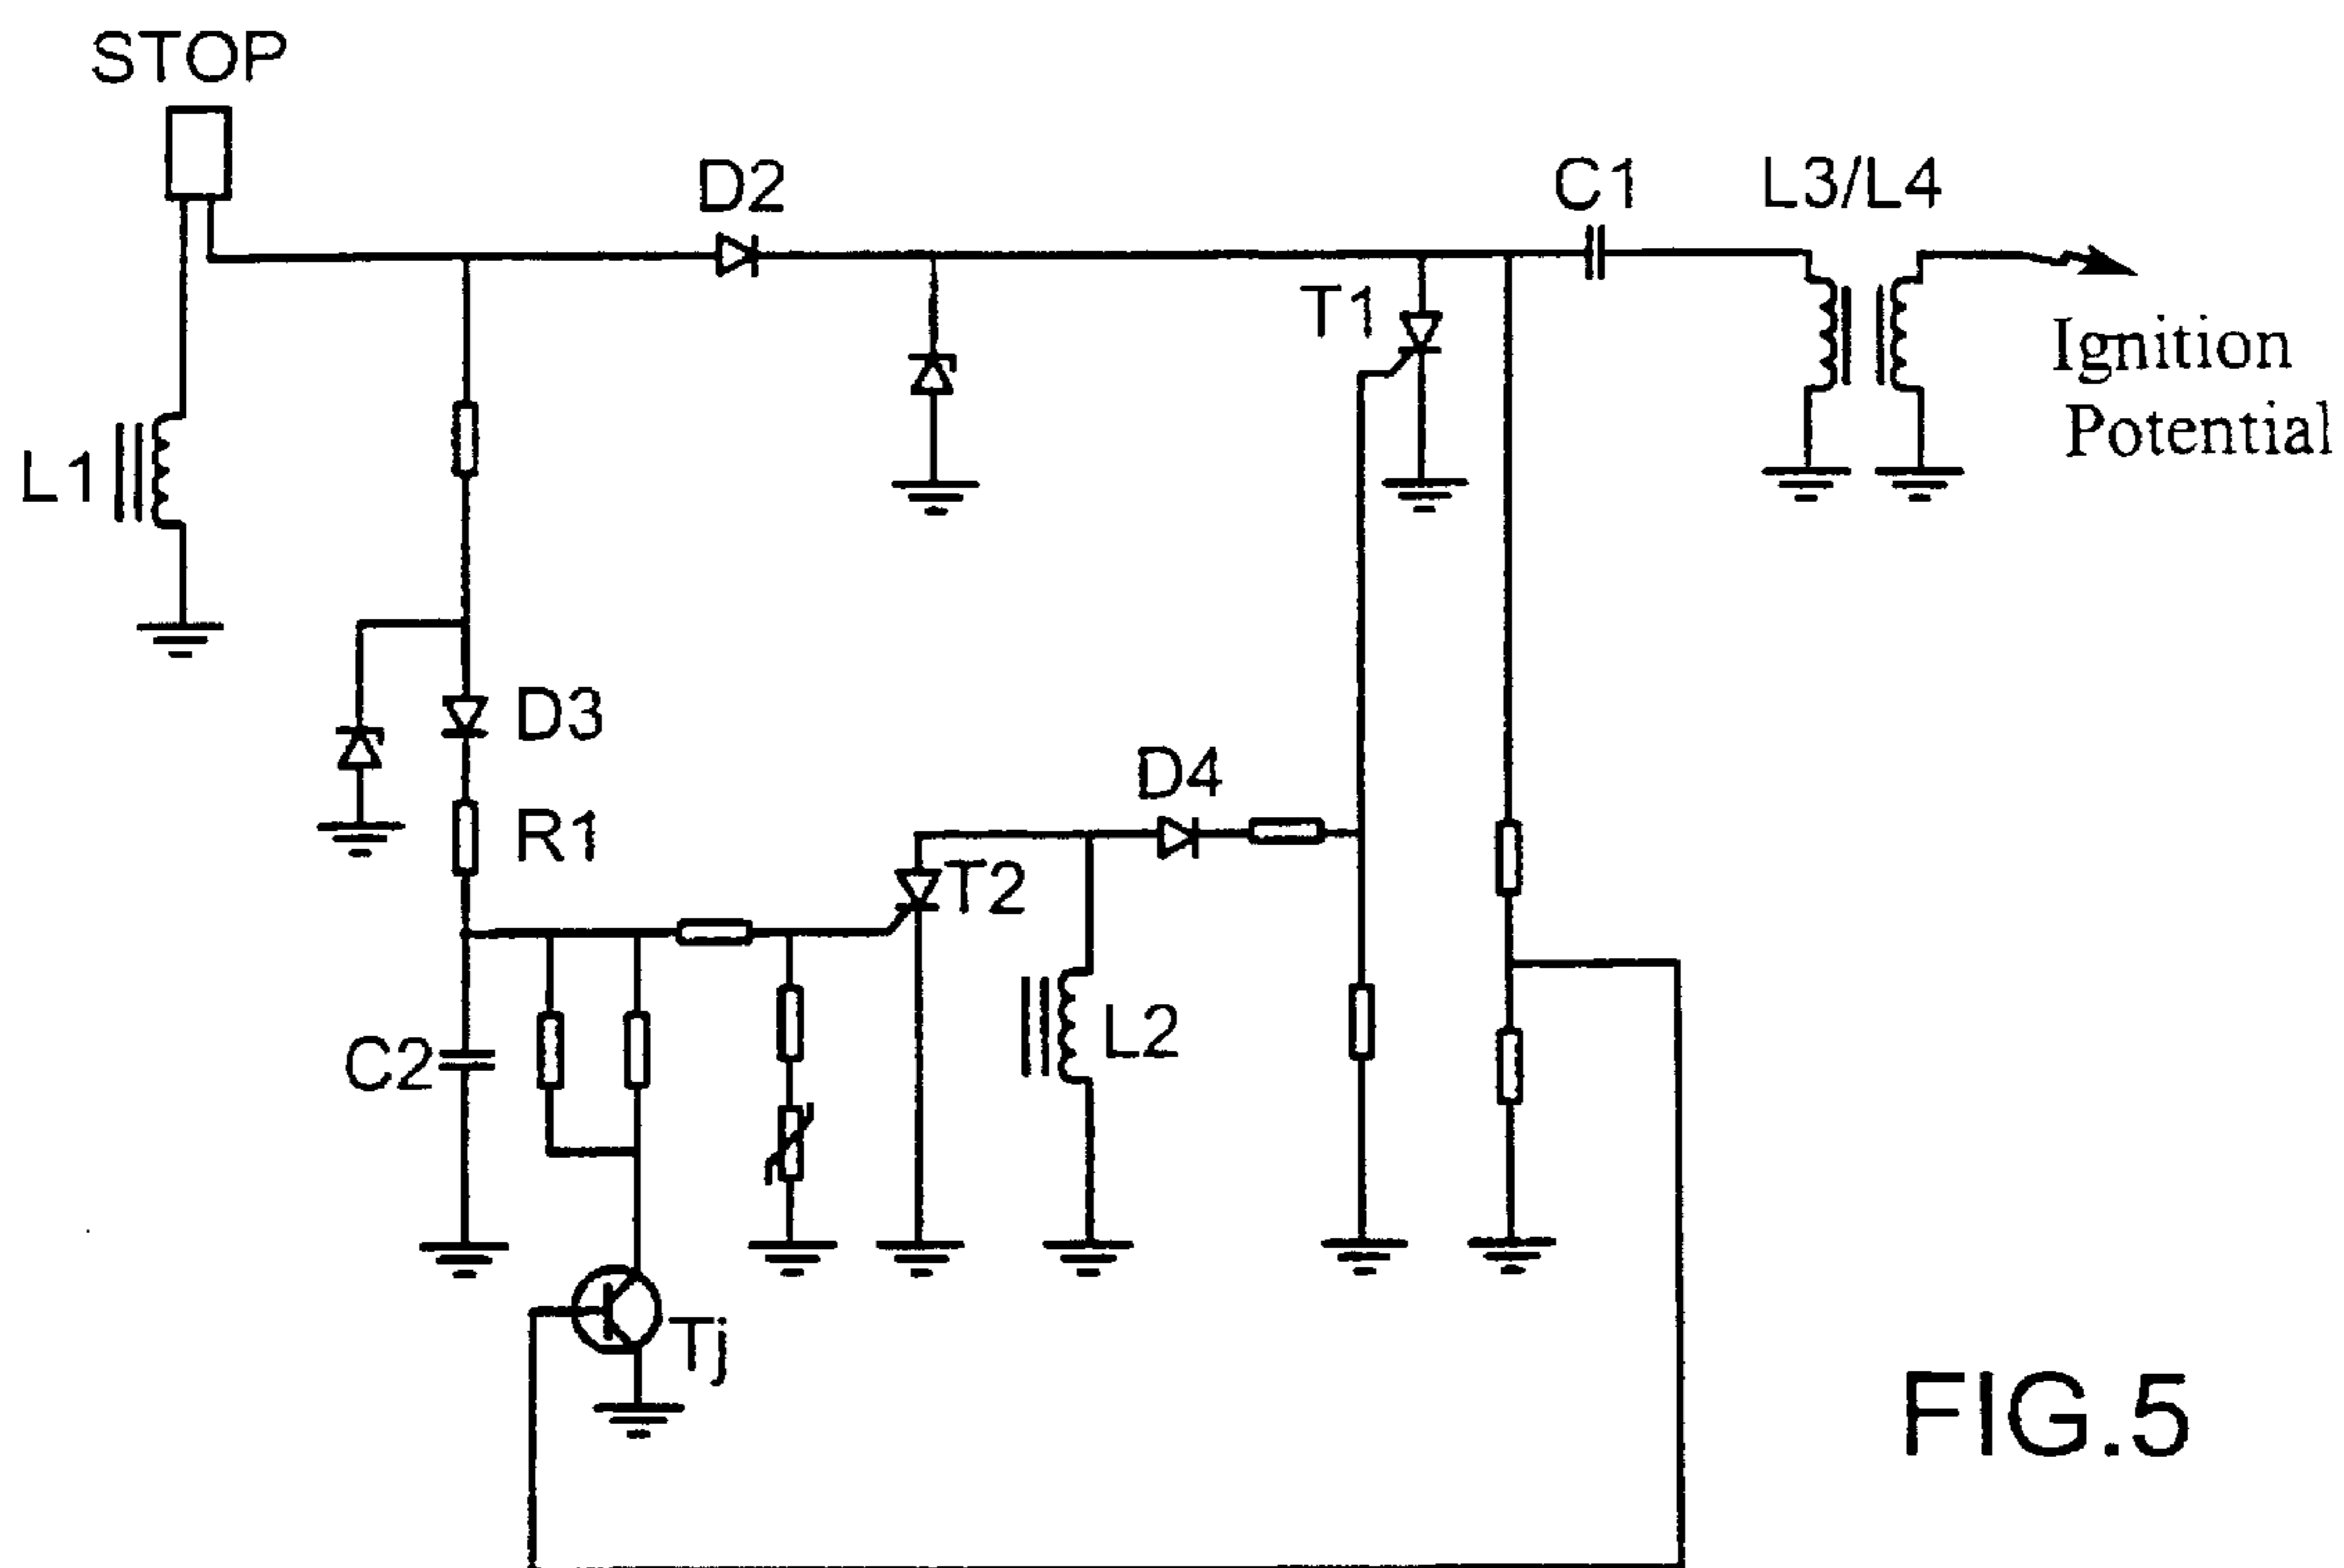 STOP
D2
C1
L3/L4
T1
Ignition
Potential
L1
D3
D4
R1
T2
L2
C2
Tj
FIG.5